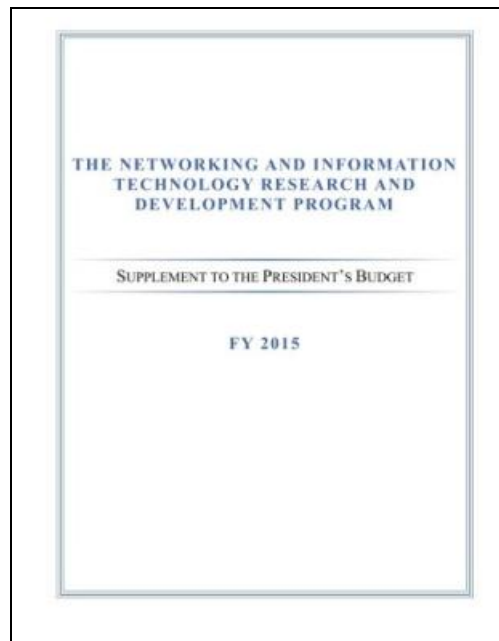 THE NETWORKING AND INFORMATION
TECHNOLOGY RESEARCH AND
DEVELOPMENT PROGRAM
SUPPLEMENT TO THE PRESIDENT'S BUDGET
FY 2015